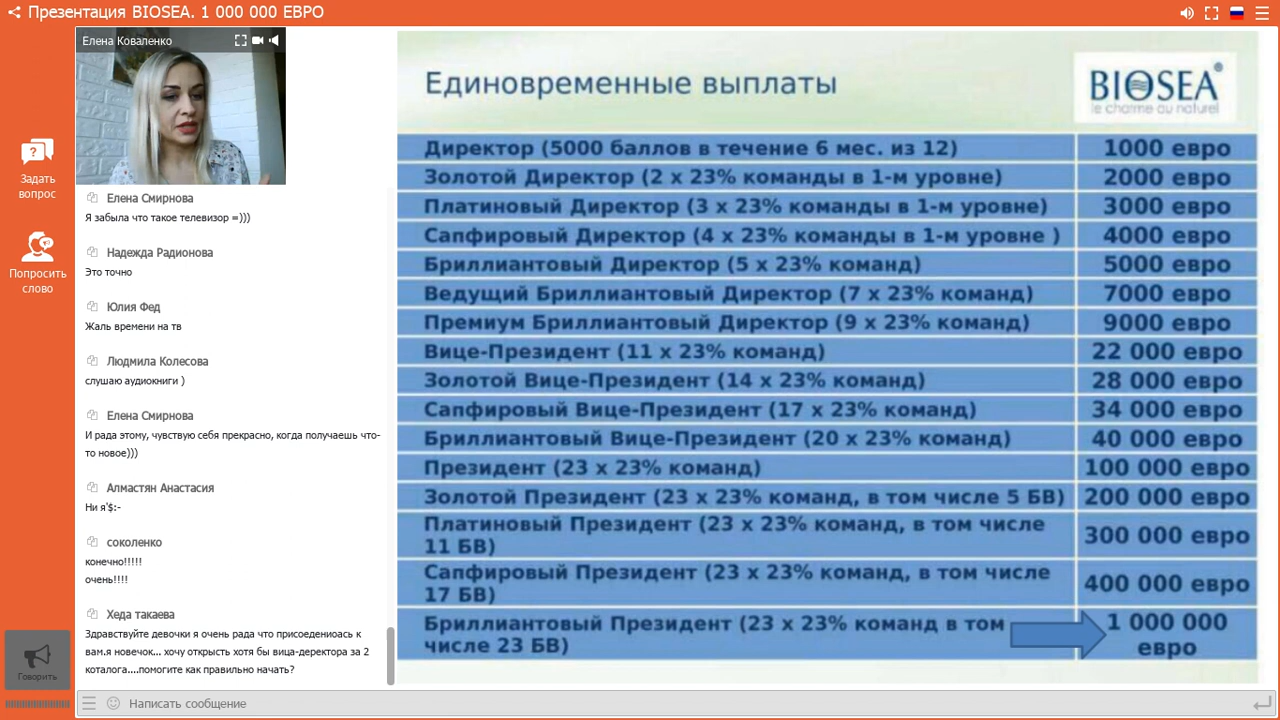 Презентация BIOSEA. 1 000 000 ЕВРО
Елена Коваленко
Задать
вопрос
Попросить
слово
Говорить
Елена Смирнова
Я забыла что такое телевизор =)))
Надежда Радионова
Это точно
Юлия Фед
Жаль времени на тв
Людмила Колесова
слушаю аудиокниги )
Елена Смирнова
И рада этому, чувствую себя прекрасно, когда получаешь что-
то новое)))
Алмастян Анастасия
Ни я'$:-
соколенко
конечно!!!!!
очень!!!!
Хеда такаева
Здравствуйте девочки я очень рада что присоедениоась к
вам.я новечок... хочу открысть хотя бы вица-деректора за 2
коталога....помогите как правильно начать?
Написать сообщение
Единовременные выплаты
BIOSEA®
le charme au naturel
Директор (5000 баллов в течение 6 мес. из 12) 1000 евро
Золотой Директор (2 х 23% команды в 1-м уровне) 2000 евро
Платиновый Директор (3 х 23% команды в 1-м уровне) 3000 евро
Сапфировый Директор (4 х 23% команды в 1-м уровне ) 4000 евро
Бриллиантовый Директор (5 х 23% команд) 5000 евро
Ведущий Бриллиантовый Директор (7 х 23% команд) 7000 евро
Премиум Бриллиантовый Директор (9 х 23% команд) 9000 евро
Вице-Президент (11 х 23% команд) 22 000 евро
Золотой Вице-Президент (14 х 23% команд) 28 000 евро
Сапфировый Вице-Президент (17 х 23% команд) 34 000 евро
Бриллиантовый Вице-Президент (20 х 23% команд) 40 000 евро
Президент (23 х 23% команд) 100 000 евро
Золотой Президент (23 х 23% команд, в том числе 5 БВ) 200 000 евро
Платиновый Президент (23 х 23% команд, в том числе
11 БВ) 300 000 евро
Сапфировый Президент (23 х 23% команд, в том числе
17 БВ) 400 000 евро
Бриллиантовый Президент (23 х 23% команд в том
числе 23 БВ)
1 000 000
евро